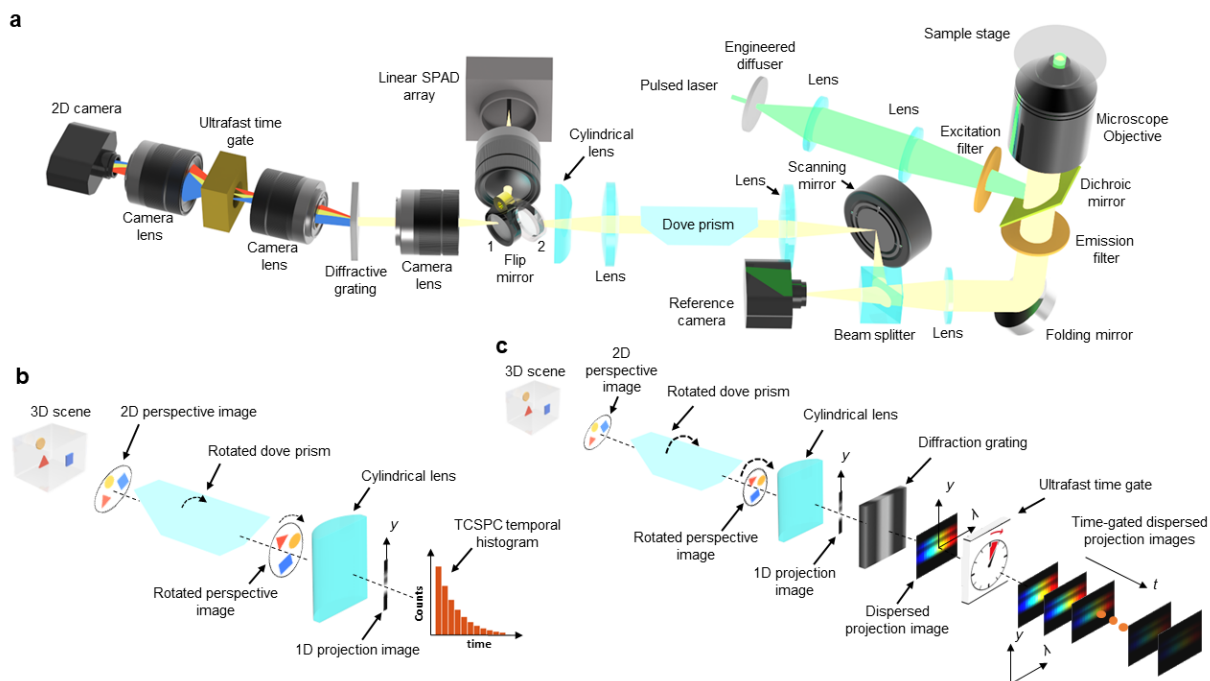 a
Sample stage
Engineered
diffuser
Pulsed laser
Lens
Lens
Excitation
filter
Microscope
Objective
Dichroic
mirror
Emission
filter
Folding mirror
Lens
Beam splitter
Scanning
mirror
Lens
Reference
camera
Dove prism
Lens
Cylindrical
lens
Linear SPAD
array
1
2
Flip
mirror
Camera
lens
Diffractive
grating
Camera
lens
Ultrafast time
gate
Camera
lens
2D camera
b
3D scene
2D perspective image
Rotated dove prism
Cylindrical lens
y
TCSPC temporal
histogram
Counts
time
Rotated perspective
image
1D projection image
c
3D scene
2D
perspective
image
Rotated dove prism
Cylindrical lens
y
Diffraction grating
y
λ
Ultrafast time gate
Time-gated dispersed
projection images
t
Rotated perspective
image
1D projection
image
Dispersed
projection image
y
λ